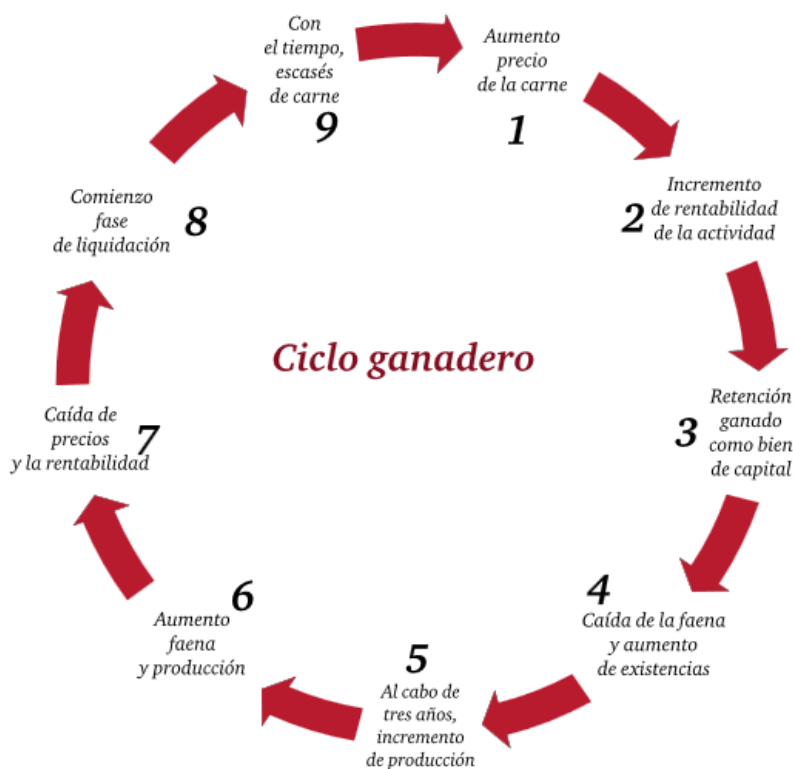 Ciclo ganadero
Aumento
precio
de la carne
1
Incremento
de rentabilidad
de la actividad
2
Retención
ganado
como bien
de capital
3
4
Caída de la faena
y aumento
de existencias
5
Al cabo de
tres años,
incremento
de producción
6
Aumento
faena
y producción
Caída de
precios
y la rentabilidad
7
Comienzo
fase
de liquidación
8
Con
el tiempo,
escasés
de carne
9